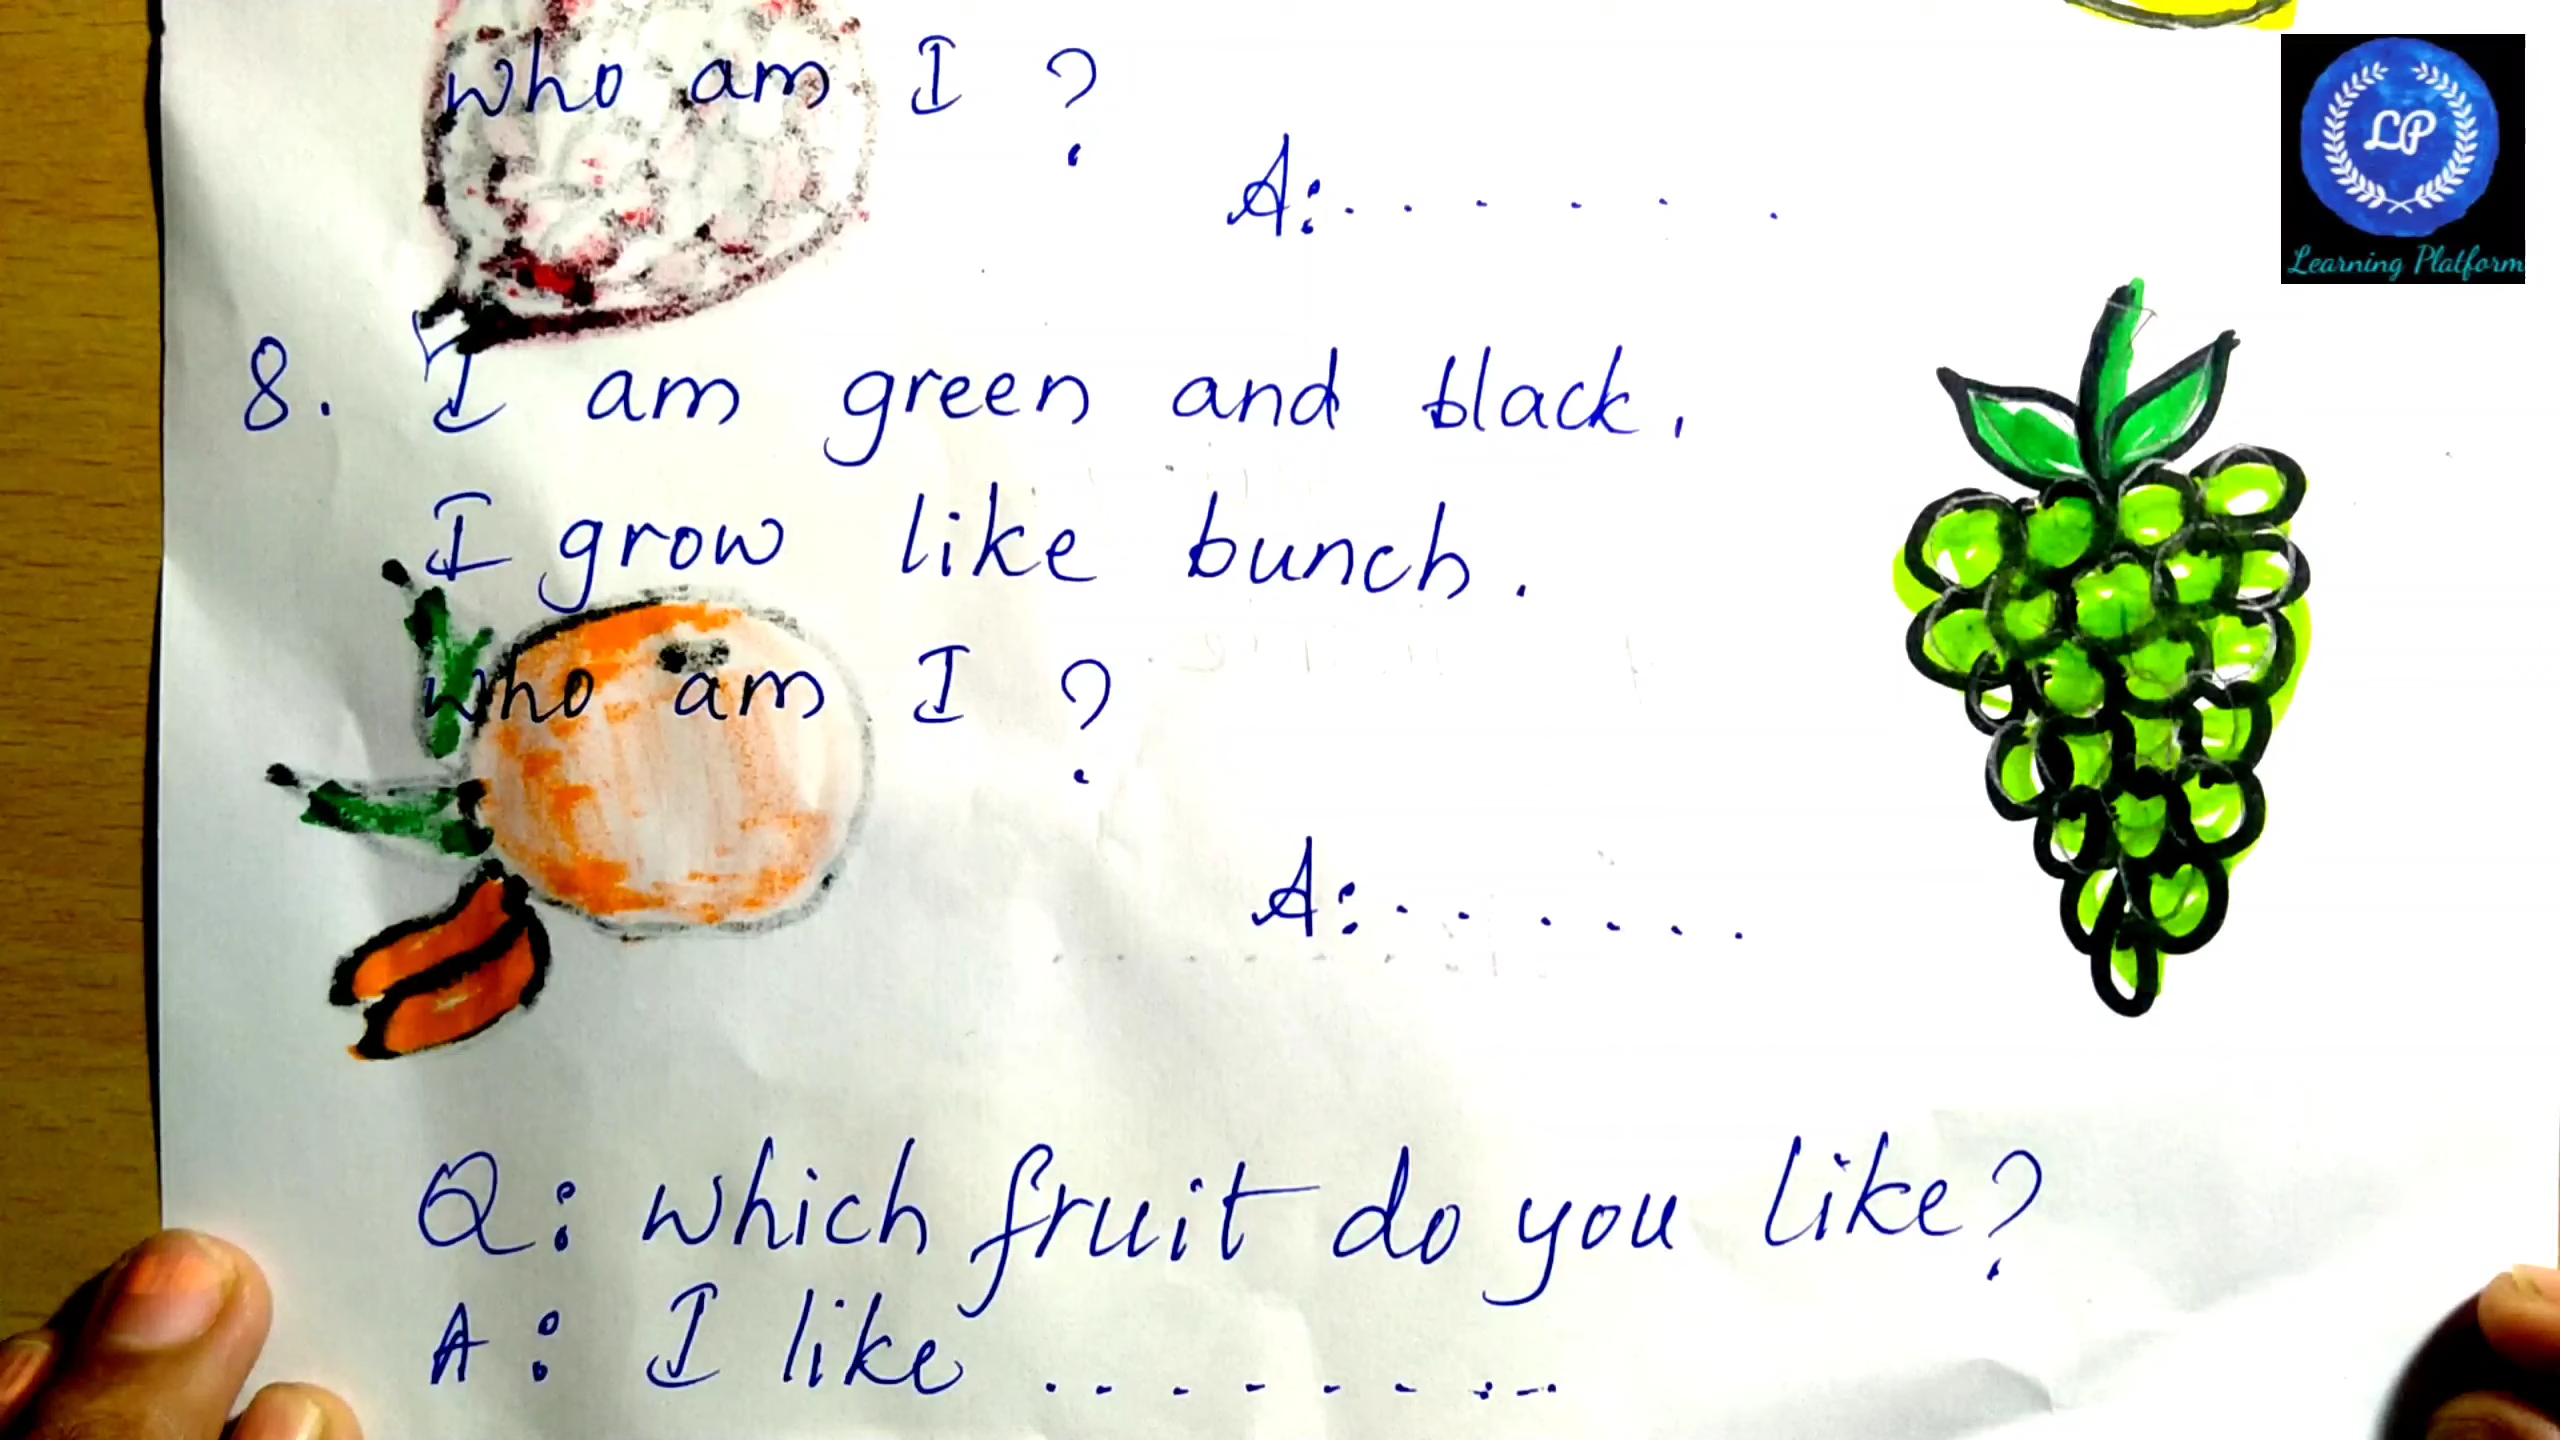 who am I ?
A: . . . . . .
LP
Learning Platform
8. I am green and black.
I grow like bunch.
who am I ?
A: . . . . . .
Q: which fruit do you like?
A: I like . . . . . . . . .